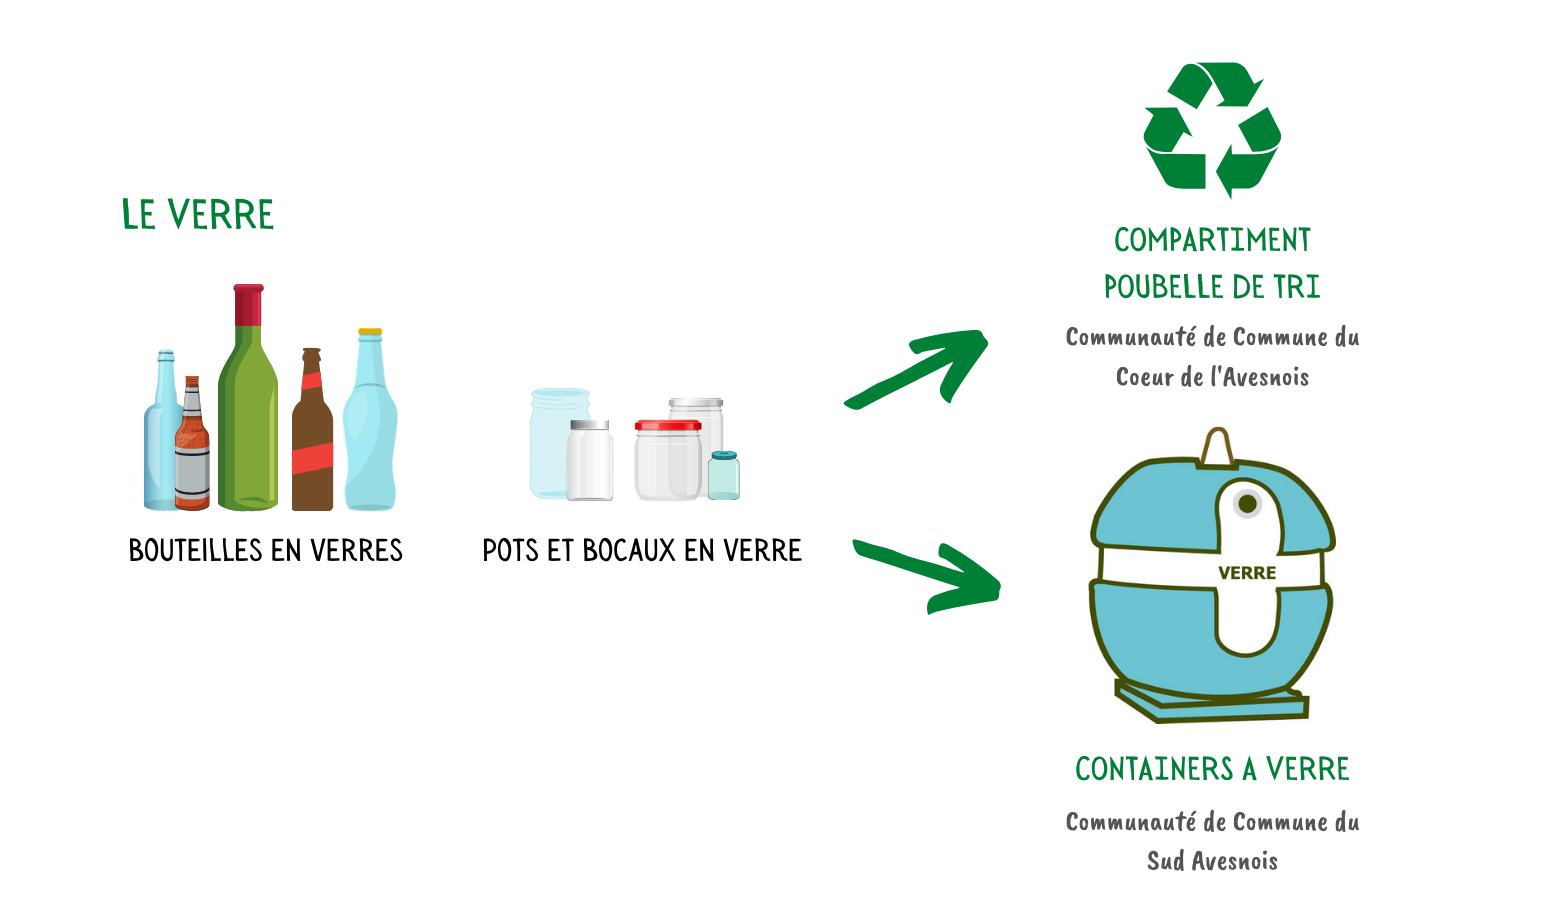 LE VERRE
BOUTEILLES EN VERRES
POTS ET BOCAUX EN VERRE
COMPARTIMENT
POUBELLE DE TRI
Communauté de Commune du
Coeur de l'Avesnois
VERRE
CONTAINERS A VERRE
Communauté de Commune du
Sud Avesnois